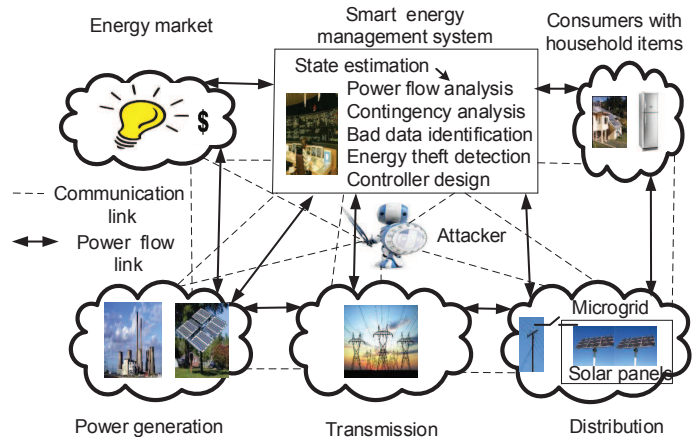 Energy market
Smart energy
management system
Consumers with
household items
State estimation
Power flow analysis
Contingency analysis
Bad data identification
Energy theft detection
Controller design
$
Communication
link
Power flow
link
Attacker
Microgrid
Solar panels
Power generation
Transmission
Distribution